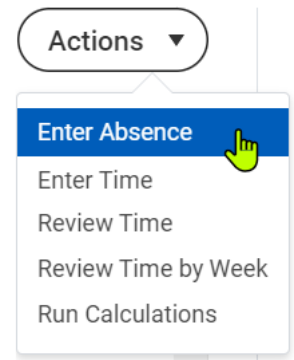 Actions
Enter Absence
Enter Time
Review Time
Review Time by Week
Run Calculations